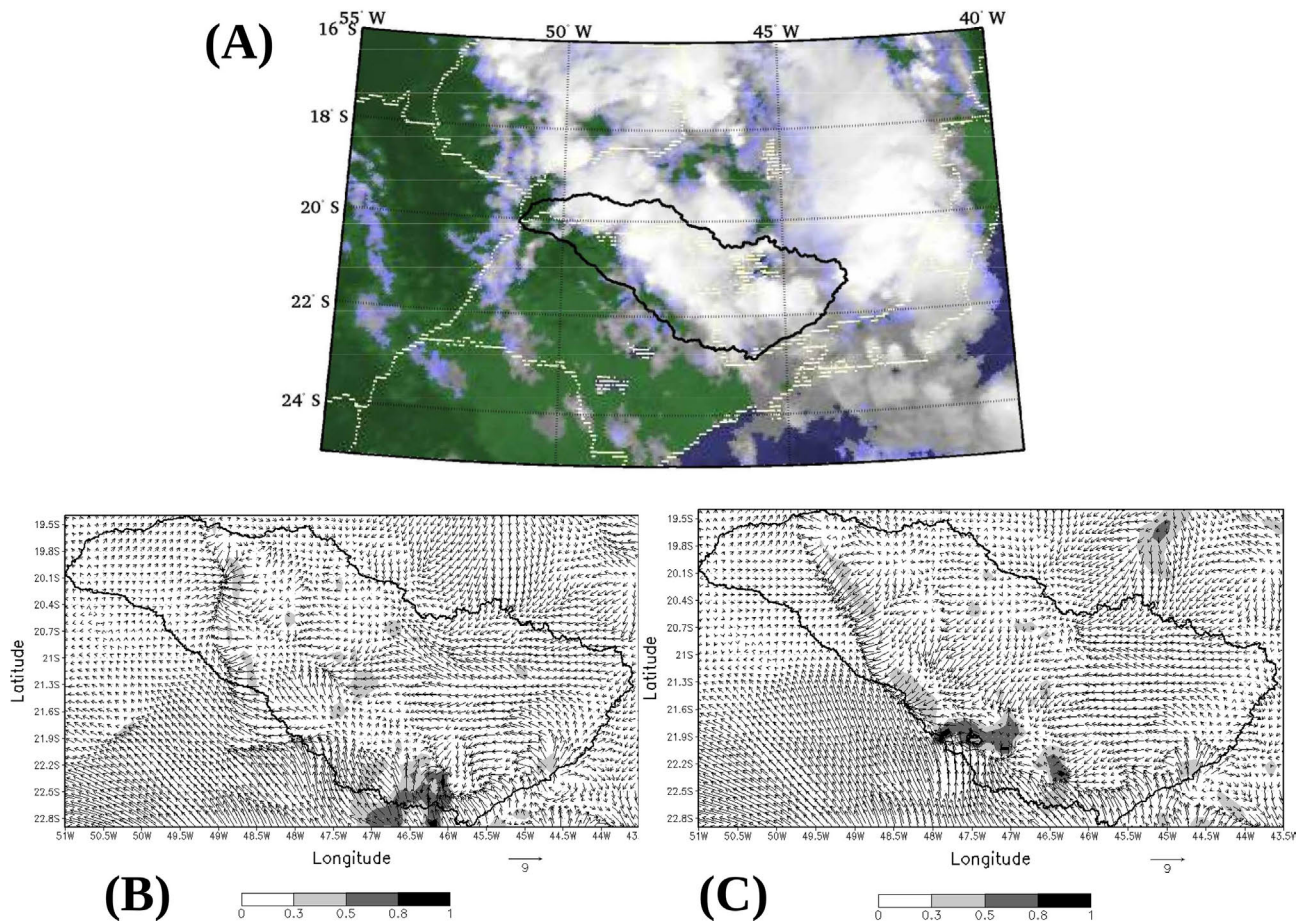 (A)
55° W
50° W
45° W
40° W
16° S
18° S
20° S
22° S
24° S
Latitude
19.5S
19.8S
20.1S
20.4S
20.7S
21S
21.3S
21.6S
21.9S
22.2S
22.5S
22.8S
51W 50.5W 50W 49.5W 49W 48.5W 48W 47.5W 47W 46.5W 46W 45.5W 45W 44.5W 44W 43.
Longitude
9
(B)
0 0.3 0.5 0.8 1
Latitude
19.5S
19.8S
20.1S
20.4S
20.7S
21S
21.3S
21.6S
21.9S
22.2S
22.5S
22.8S
51W 50.5W 50W 49.5W 49W 48.5W 48W 47.5W 47W 46.5W 46W 45.5W 45W 44.5W 44W 43.5W
Longitude
9
(C)
0 0.3 0.5 0.8 1